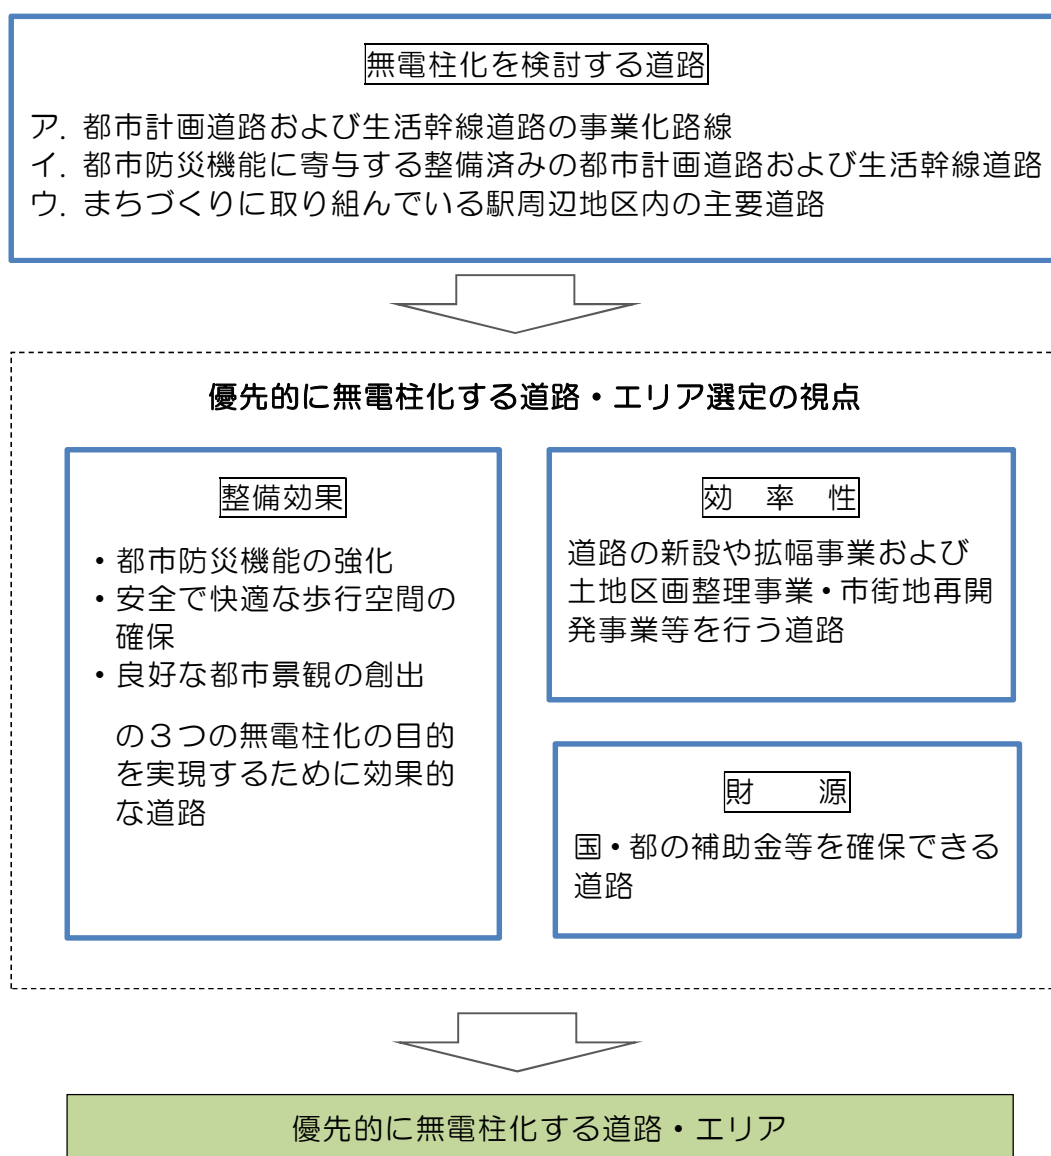 無電柱化を検討する道路
ア. 都市計画道路および生活幹線道路の事業化路線
イ. 都市防災機能に寄与する整備済みの都市計画道路および生活幹線道路
ウ. まちづくりに取り組んでいる駅周辺地区内の主要道路
優先的に無電柱化する道路・エリア選定の視点
整備効果
・都市防災機能の強化
・安全で快適な歩行空間の
確保
・良好な都市景観の創出
の３つの無電柱化の目的
を実現するために効果的
な道路
効　率　性
道路の新設や拡幅事業および
土地区画整理事業・市街地再開
発事業等を行う道路
財　　源
国・都の補助金等を確保できる
道路
優先的に無電柱化する道路・エリア